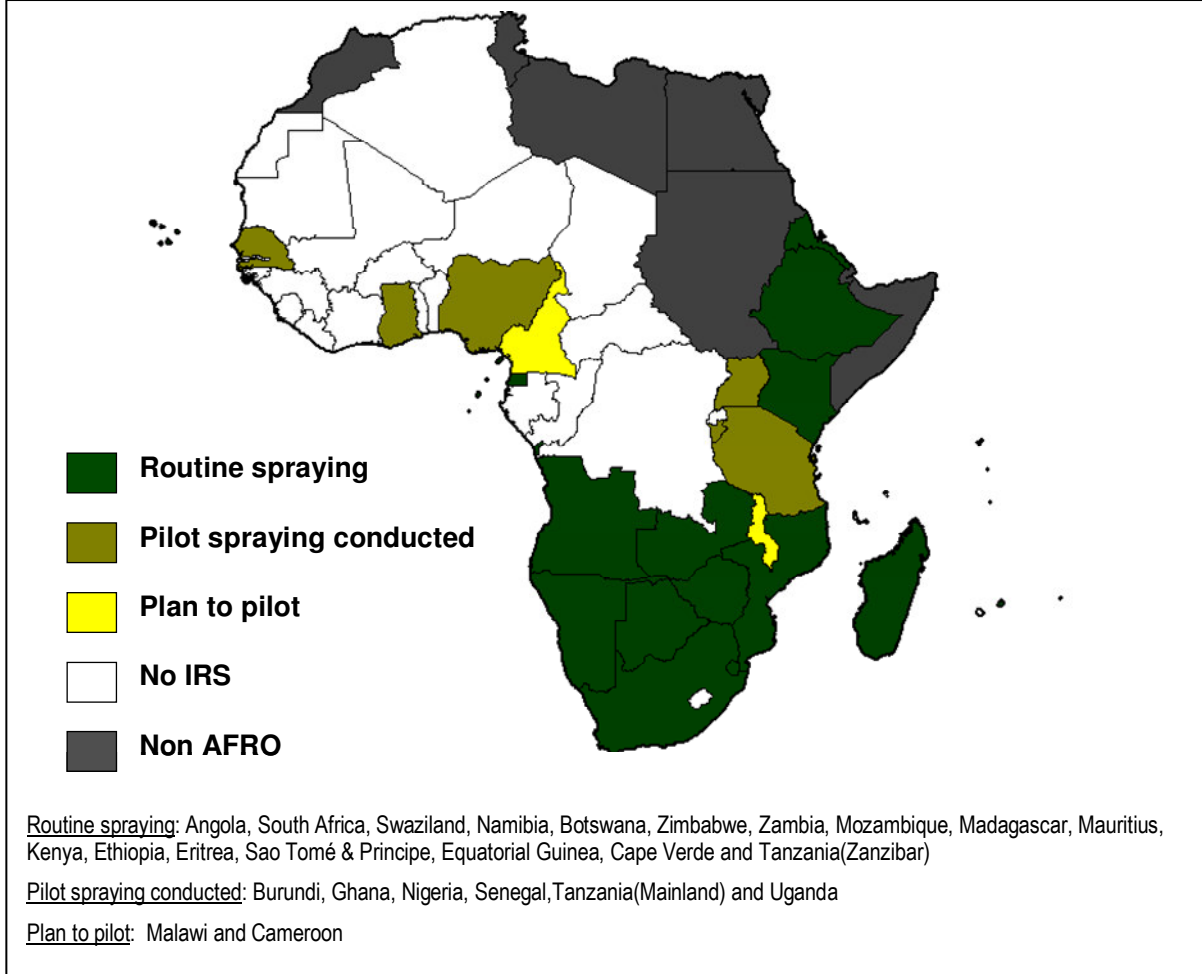 Routine spraying
Pilot spraying conducted
Plan to pilot
No IRS
Non AFRO
Routine spraying: Angola, South Africa, Swaziland, Namibia, Botswana, Zimbabwe, Zambia, Mozambique, Madagascar, Mauritius,
Kenya, Ethiopia, Eritrea, Sao Tomé & Principe, Equatorial Guinea, Cape Verde and Tanzania(Zanzibar)
Pilot spraying conducted: Burundi, Ghana, Nigeria, Senegal,Tanzania(Mainland) and Uganda
Plan to pilot: Malawi and Cameroon